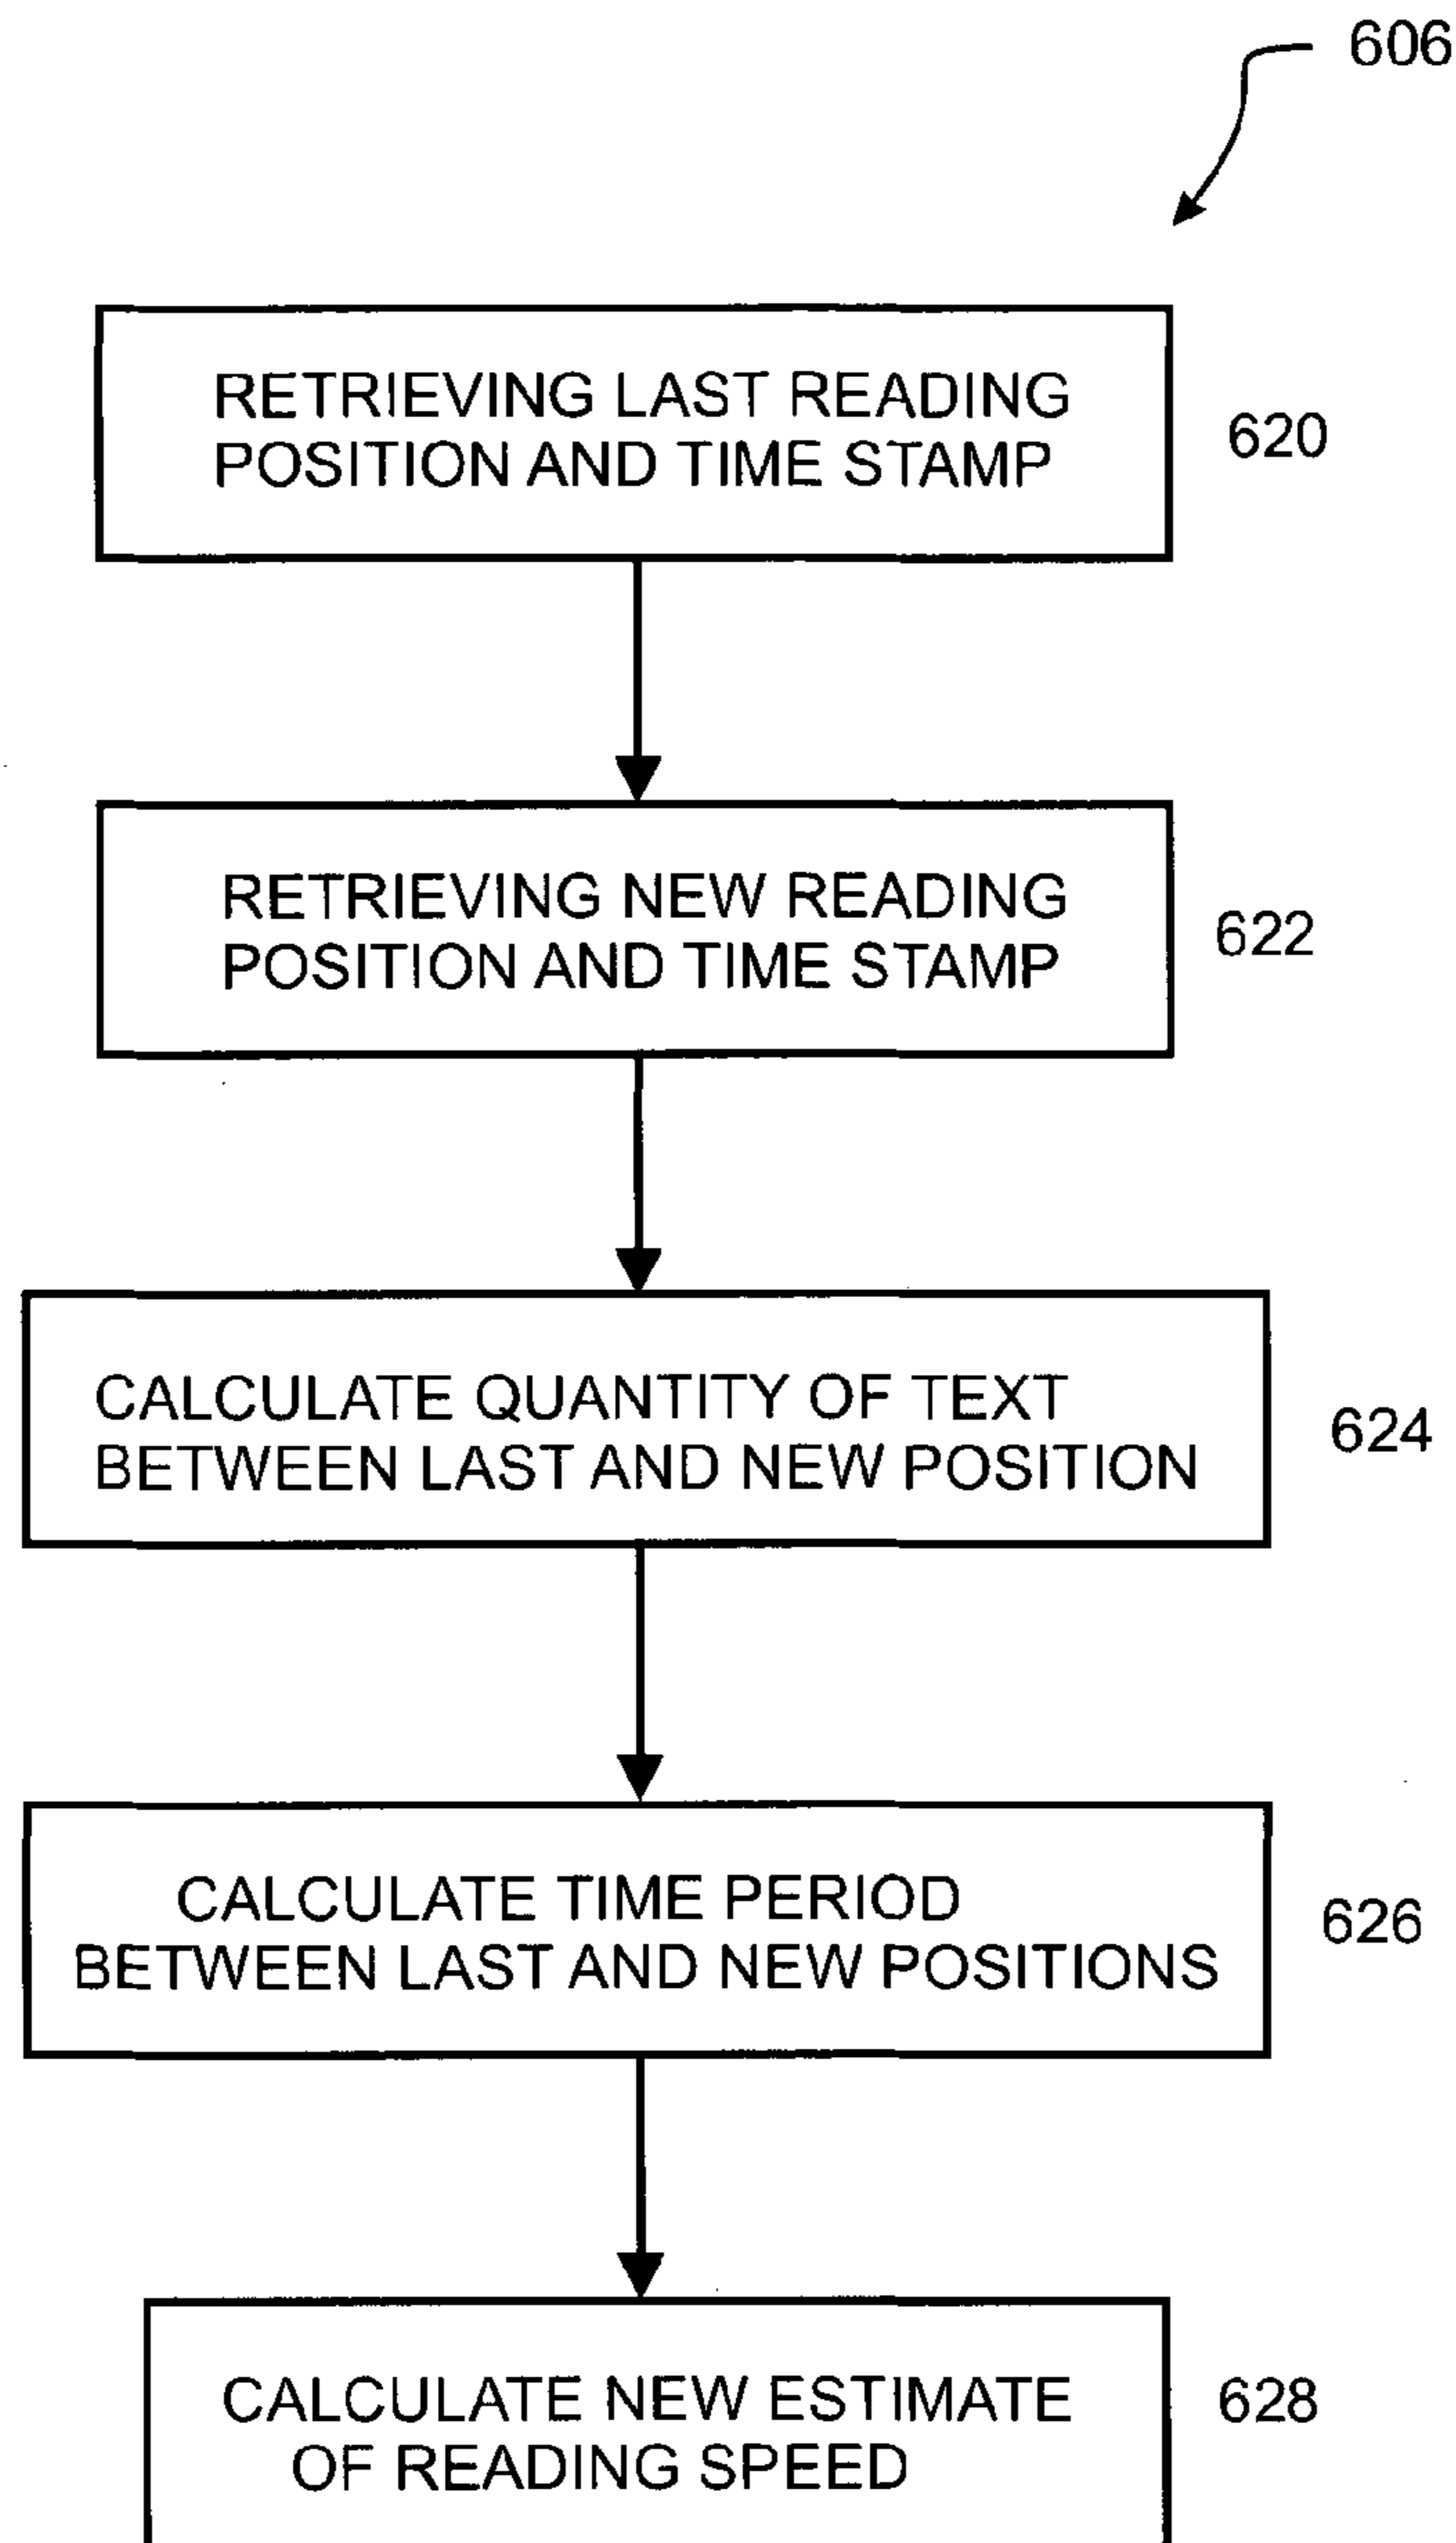 606
RETRIEVING LAST READING
POSITION AND TIME STAMP
620
RETRIEVING NEW READING
POSITION AND TIME STAMP
622
CALCULATE QUANTITY OF TEXT
BETWEEN LAST AND NEW POSITION
624
CALCULATE TIME PERIOD
BETWEEN LAST AND NEW POSITIONS
626
CALCULATE NEW ESTIMATE
OF READING SPEED
628